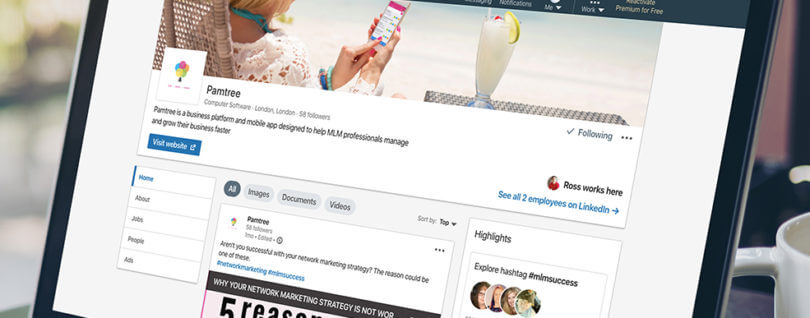 Notifications
Me
Work
Reactivate
Premium for Free
Pamtree
Computer Software · London, London · 58 followers
Pamtree is a business platform and mobile app designed to help MLM professionals manage
and grow their business faster
Following
Visit website
Ross works here
See all 2 employees on LinkedIn →
Home
About
Jobs
People
Ads
All
Images
Documents
Videos
Sort by: Top
Pamtree
58 followers
1mo • Edited •
Aren't you successful with your network marketing strategy? The reason could be
one of these.
#networkmarketing #mlmsuccess
WHY YOUR NETWORK MARKETING STRATEGY IS NOT WOR
5 reason
Highlights
Explore hashtag #mlmsuccess